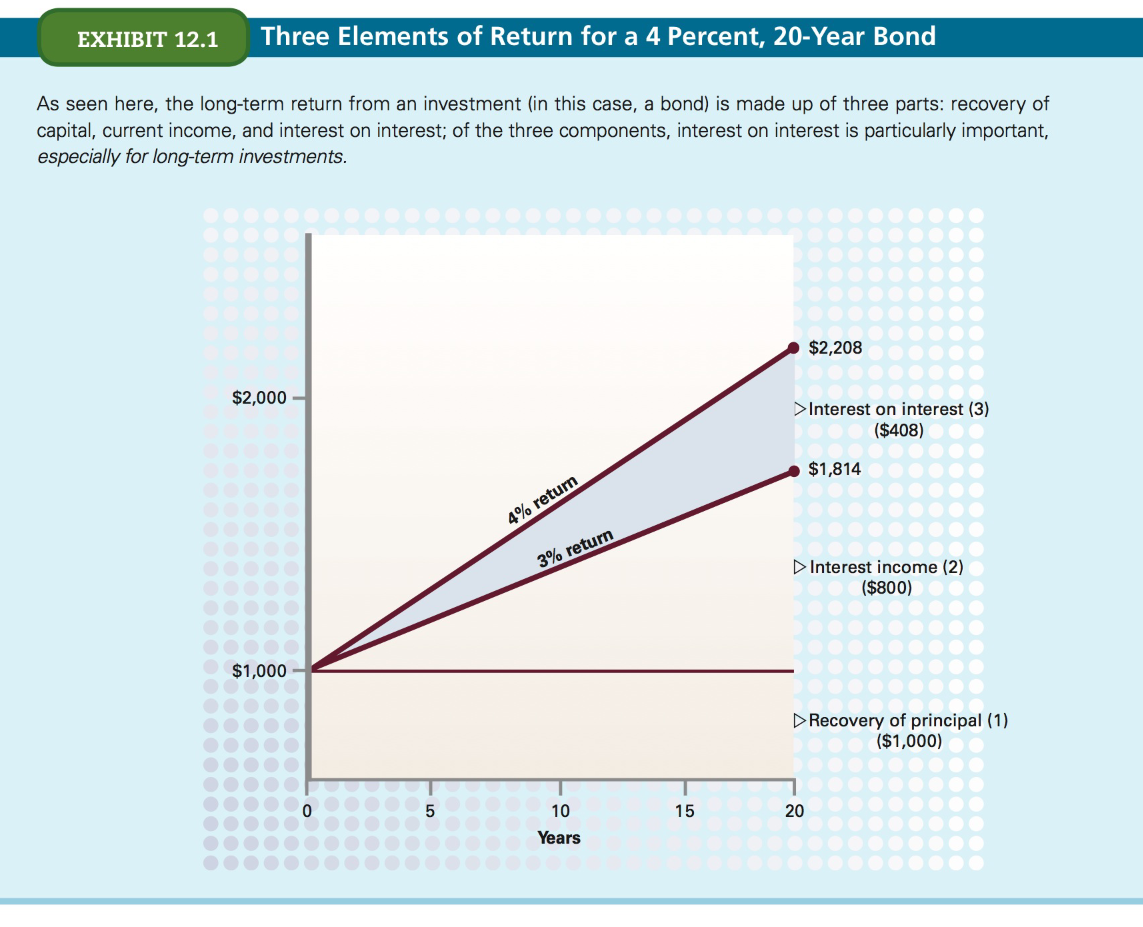 EXHIBIT 12.1
Three Elements of Return for a 4 Percent, 20-Year Bond
As seen here, the long-term return from an investment (in this case, a bond) is made up of three parts: recovery of
capital, current income, and interest on interest; of the three components, interest on interest is particularly important,
especially for long-term investments.
$2,208
$2,000
Interest on interest (3)
($408)
$1,814
4% return
3% return
Interest income (2)
($800)
$1,000
Recovery of principal (1)
($1,000)
0 5 10 15 20
Years